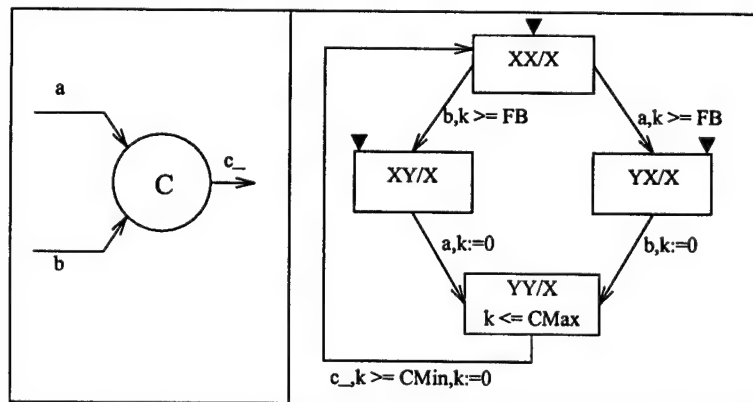 a
b
C
c_
XX/X
b,k >= FB
a,k >= FB
XY/X
YX/X
a,k:=0
b,k:=0
YY/X
k <= CMax
c_,k >= CMin,k:=0